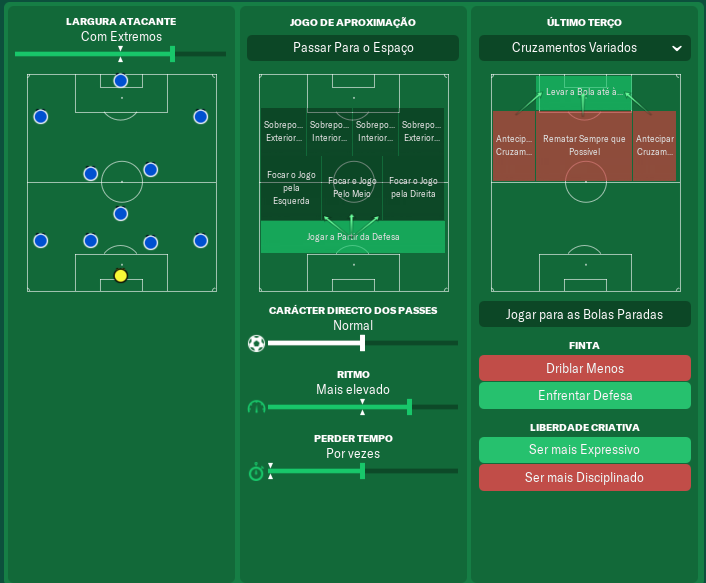 LARGURA ATACANTE
Com Extremos
JOGO DE APROXIMAÇÃO
Passar Para o Espaço
Sobrepo...
Exterior...
Sobrepo...
Interior...
Sobrepo...
Interior...
Sobrepo...
Exterior...
Focar o Jogo
pela
Esquerda
Focar o Jogo
Pelo Meio
Focar o Jogo
pela Direita
Jogar a Partir da Defesa
CARÁCTER DIRECTO DOS PASSES
Normal
RITMO
Mais elevado
PERDER TEMPO
Por vezes
ÚLTIMO TERÇO
Cruzamentos Variados
Levar a Bola até à...
Antecip...
Cruzam...
Rematar Sempre que
Possível
Antecipar
Cruzam...
Jogar para as Bolas Paradas
FINTA
Driblar Menos
Enfrentar Defesa
LIBERDADE CRIATIVA
Ser mais Expressivo
Ser mais Disciplinado